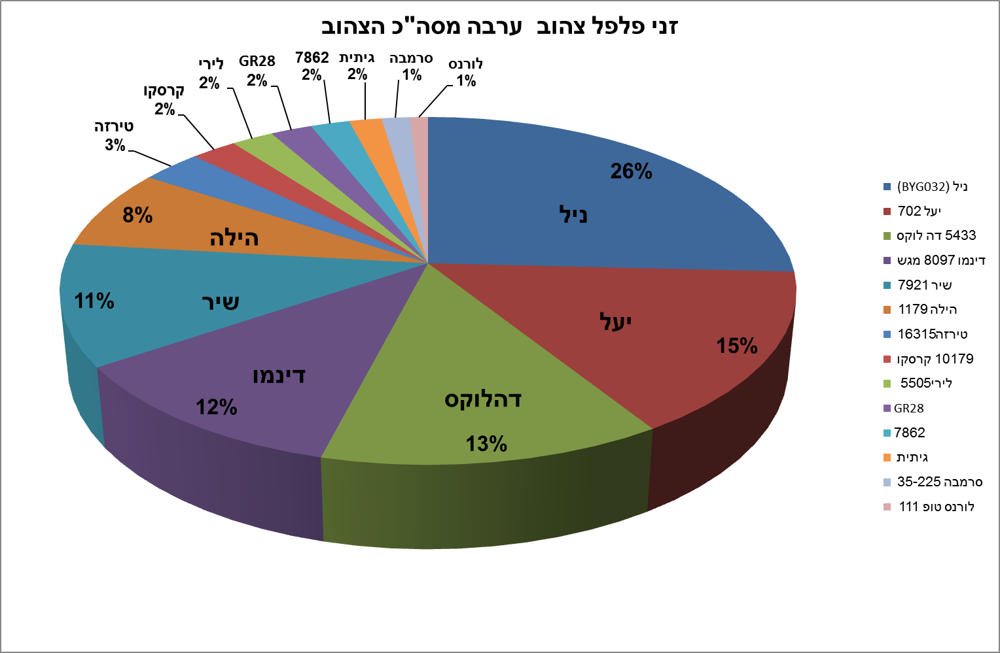 זני פלפל צהוב  ערבה מסה"כ הצהוב
לורנס
1%
סרמבה
1%
גיתית
2%
7862
2%
GR28
2%
לירי
2%
קרסקו
2%
טירזה
3%
26%
ניל
יעל
15%
דהלוקס
13%
דינמו
12%
שיר
11%
הילה
8%
ניל (BYG032)
יעל 702
5433 דה לוקס
דינמו 8097 מגש
שיר 7921
הילה 1179
טירזה16315
10179 קרסקו
לירי5505
GR28
7862
גיתית
סרמבה 35-225
לורנס טופ 111